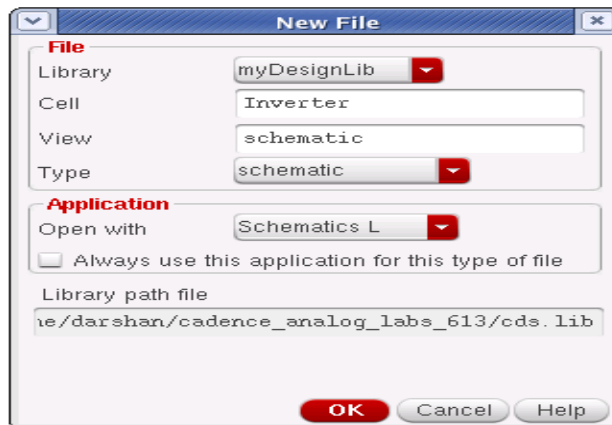 New File
File
Library myDesignLib
Cell Inverter
View schematic
Type schematic
Application
Open with Schematics L
Always use this application for this type of file
Library path file
/darshan/cadence_analog_labs_613/cds.lib
OK Cancel Help